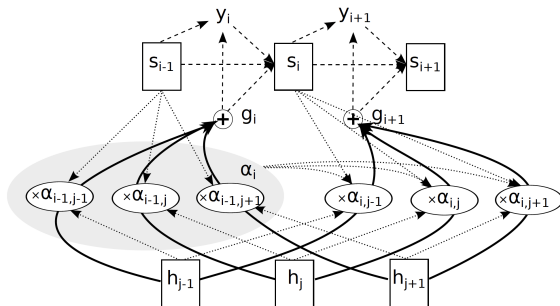 y_i y_{i+1}
s_{i-1} s_i s_{i+1}
+ g_i + g_{i+1}
α_i
×α_{i-1,j-1} ×α_{i-1,j} ×α_{i-1,j+1} ×α_{i,j-1} ×α_{i,j} ×α_{i,j+1}
h_{j-1} h_j h_{j+1}